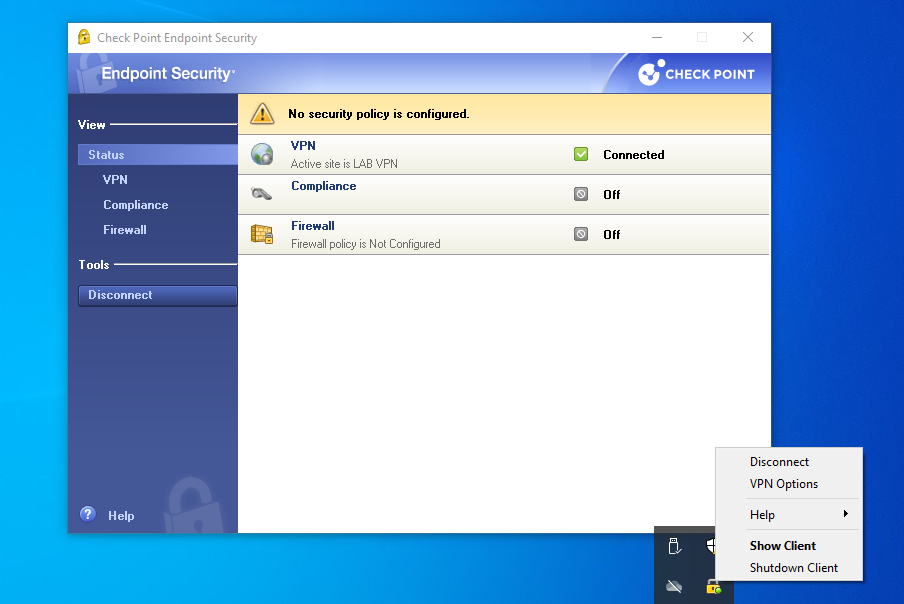 Check Point Endpoint Security
Endpoint Security
CHECK POINT
View
Status
VPN
Compliance
Firewall
Tools
Disconnect
Help
No security policy is configured.
VPN
Active site is LAB VPN
Connected
Compliance
Off
Firewall
Firewall policy is Not Configured
Off
Disconnect
VPN Options
Help
Show Client
Shutdown Client